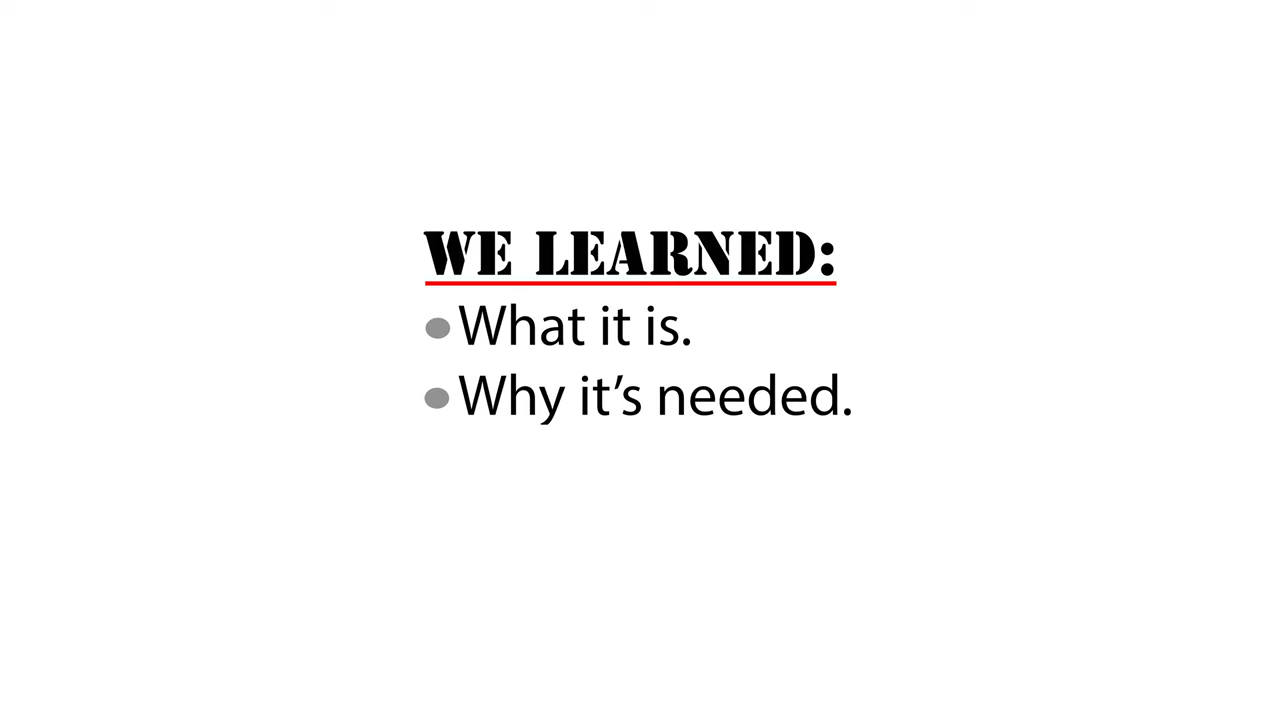 WE LEARNED:
• What it is.
• Why it’s needed.